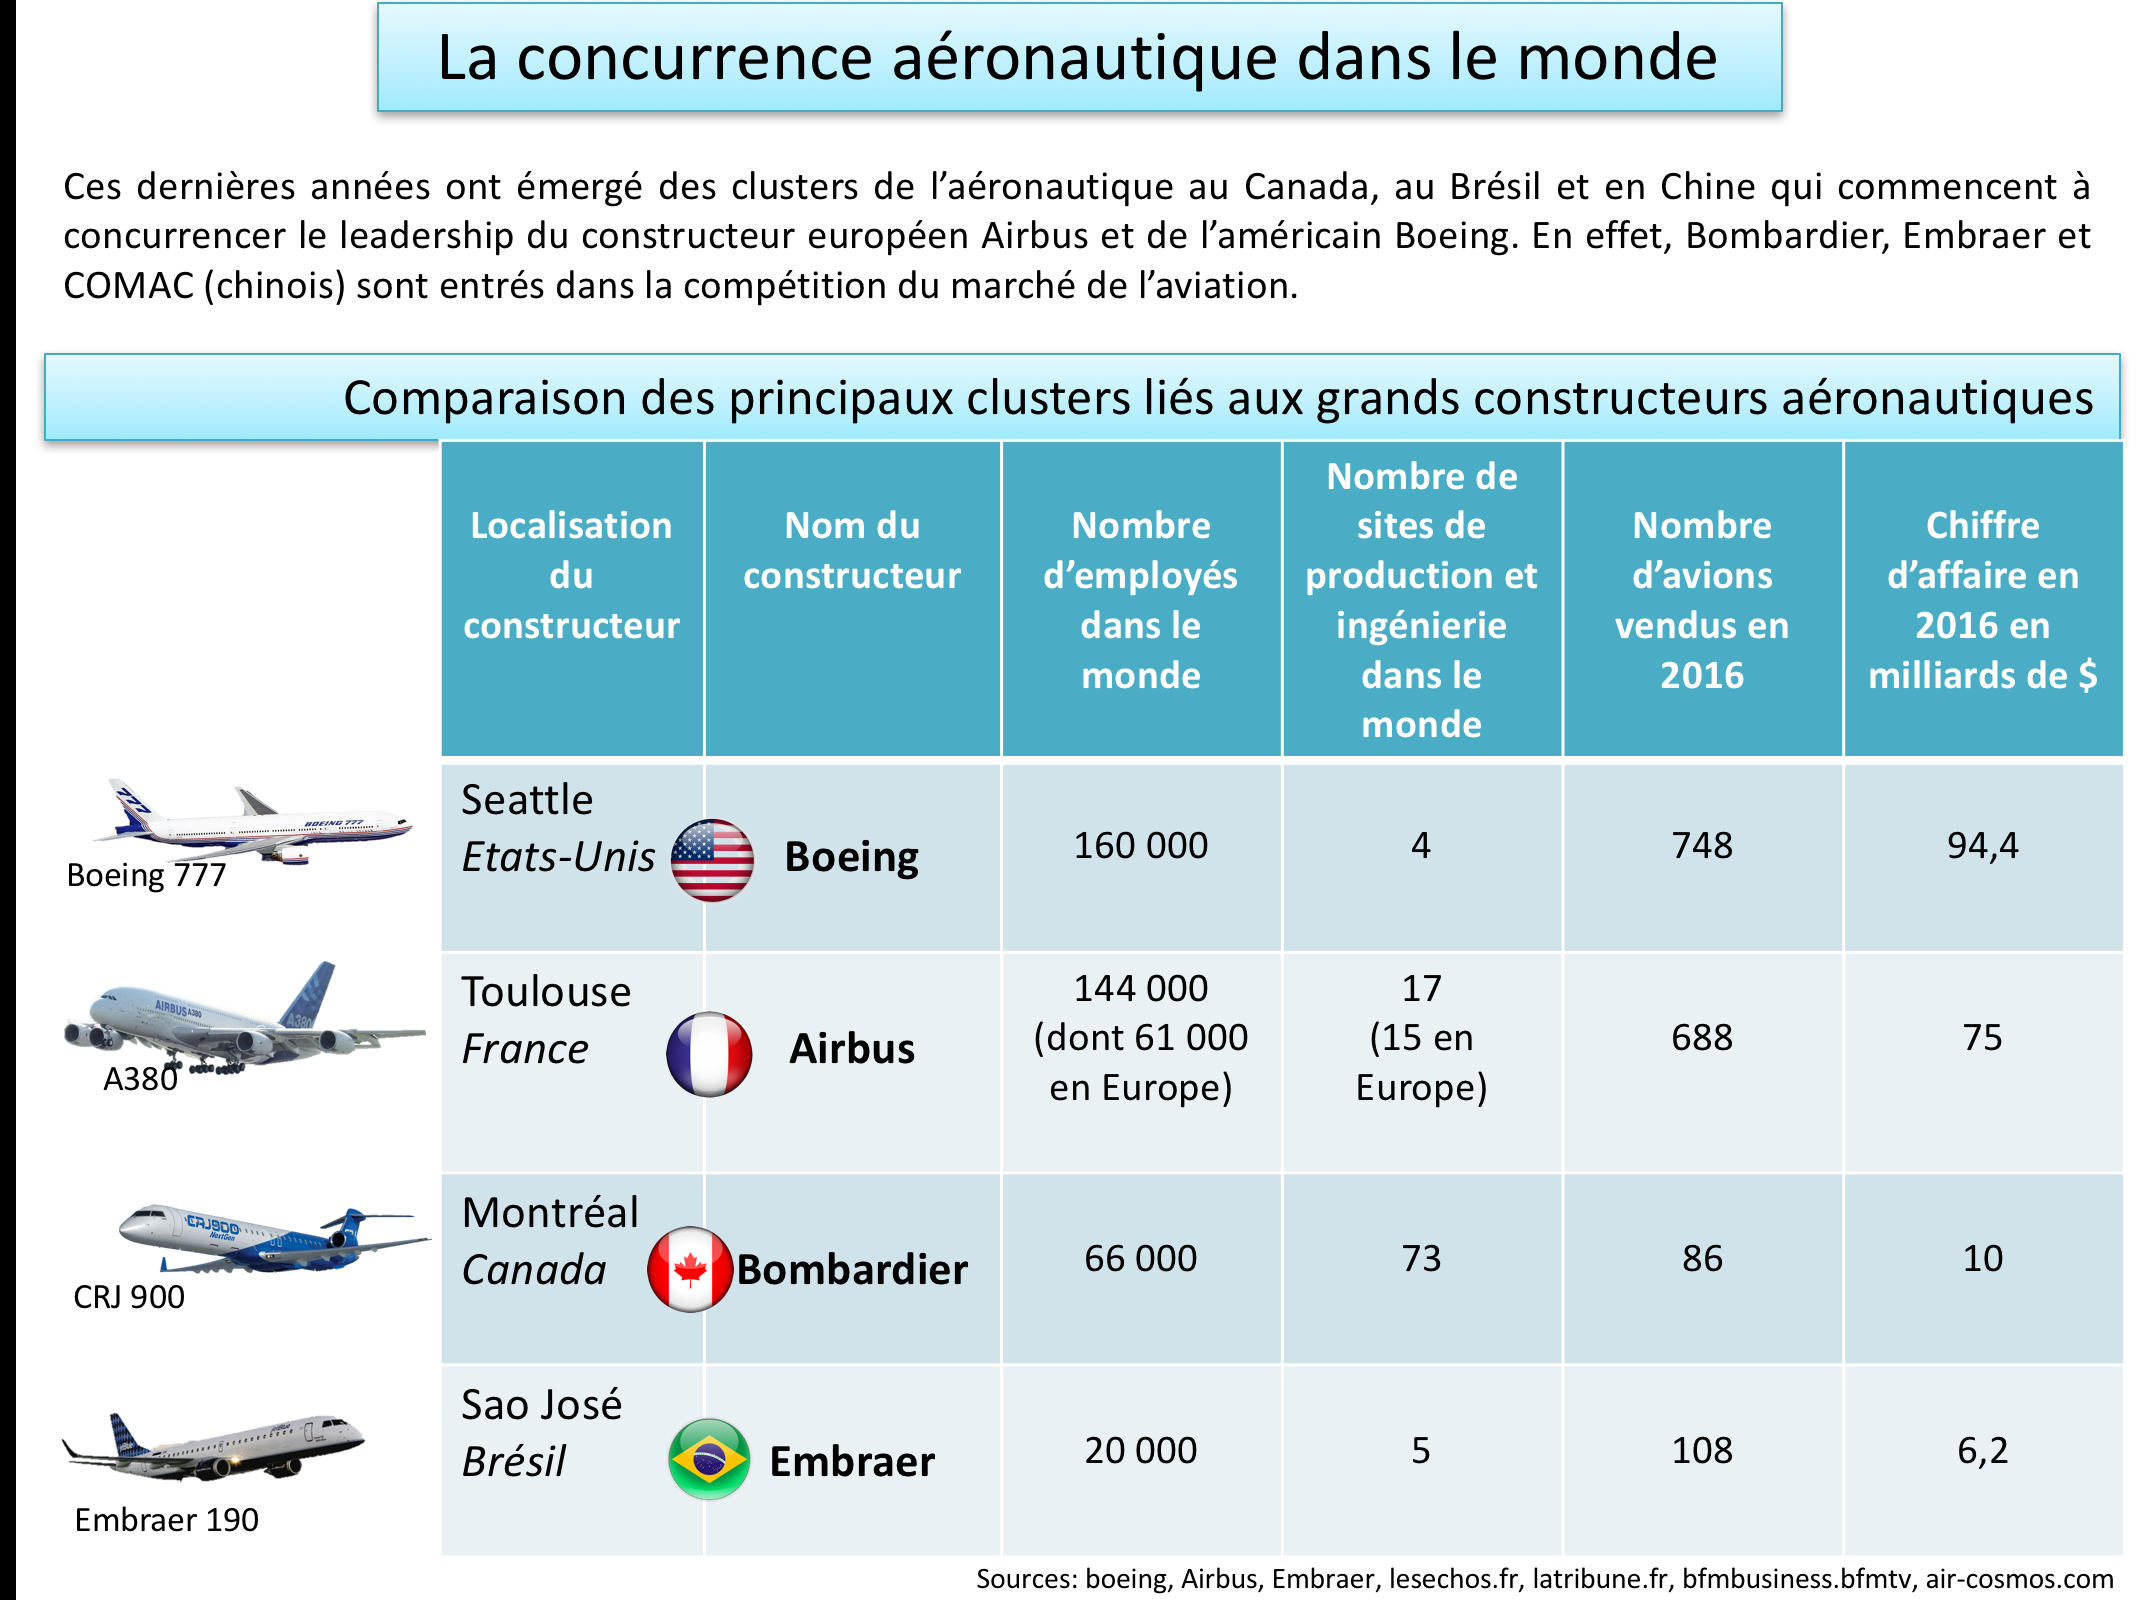 La concurrence aéronautique dans le monde
Ces dernières années ont émergé des clusters de l’aéronautique au Canada, au Brésil et en Chine qui commencent à
concurrencer le leadership du constructeur européen Airbus et de l’américain Boeing. En effet, Bombardier, Embraer et
COMAC (chinois) sont entrés dans la compétition du marché de l’aviation.
Comparaison des principaux clusters liés aux grands constructeurs aéronautiques
Localisation
du
constructeur
Nom du
constructeur
Nombre
d’employés
dans le
monde
Nombre de
sites de
production et
ingénierie
dans le
monde
Nombre
d’avions
vendus en
2016
Chiffre
d’affaire en
2016 en
milliards de $
777
BOEING 777
Boeing 777
Seattle
Etats-Unis
Boeing
160 000
4
748
94,4
AIRBUS A380
A380
A380
Toulouse
France
Airbus
144 000
(dont 61 000
en Europe)
17
(15 en
Europe)
688
75
CRJ900
NextGen
CRJ 900
Montréal
Canada
Bombardier
66 000
73
86
10
Embraer 190
Sao José
Brésil
Embraer
20 000
5
108
6,2
Sources: boeing, Airbus, Embraer, lesechos.fr, latribune.fr, bfmbusiness.bfmtv, air-cosmos.com